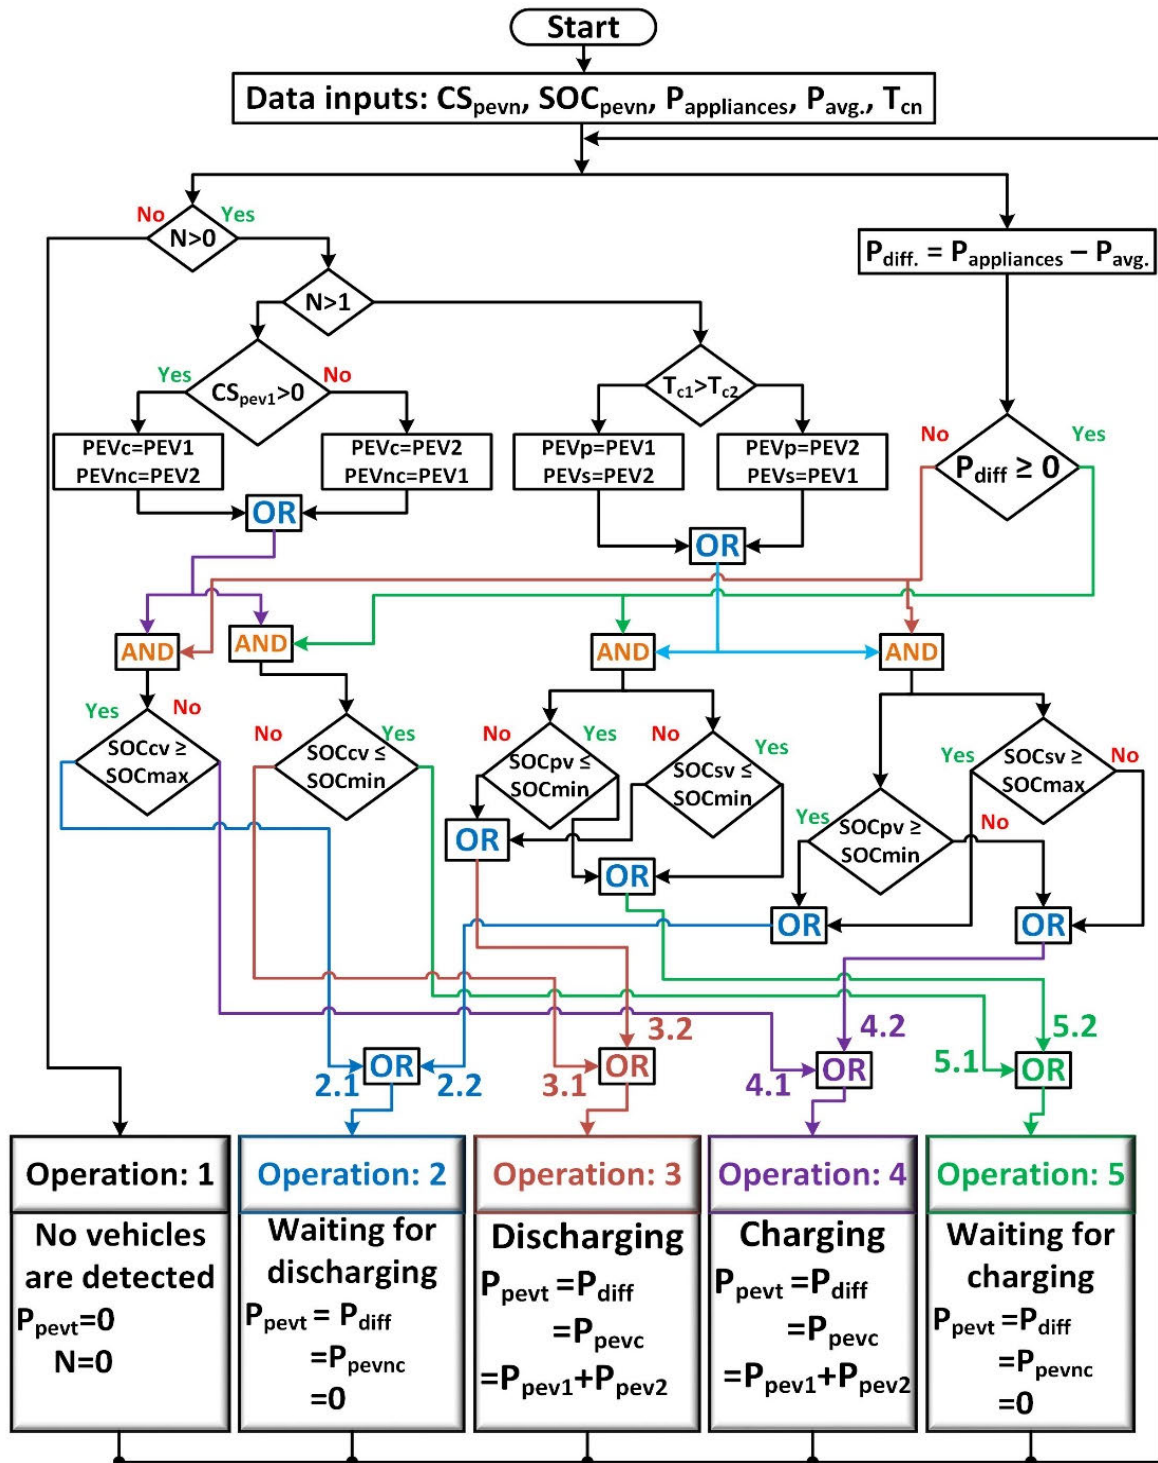 Start
Data inputs: CSpevn, SOCpevn, Pappliances, Pavg., Tcn
No
Yes
N>0
Pdiff. = Pappliances – Pavg.
N>1
Yes
CSpev1>0
No
Tc1>Tc2
PEVc=PEV1
PEVnc=PEV2
PEVc=PEV2
PEVnc=PEV1
PEVp=PEV1
PEVs=PEV2
PEVp=PEV2
PEVs=PEV1
No
Yes
Pdiff ≥ 0
OR
OR
AND
AND
AND
AND
Yes
No
SOCcv ≥
SOCmax
No
Yes
SOCcv ≤
SOCmin
No
Yes
SOCpv ≤
SOCmin
No
Yes
SOCsv ≤
SOCmin
Yes
No
SOCsv ≥
SOCmax
Yes
No
SOCpv ≥
SOCmin
OR
OR
OR
OR
3.2
4.2
5.2
OR
OR
OR
OR
2.1
2.2
3.1
4.1
5.1
Operation: 1
Operation: 2
Operation: 3
Operation: 4
Operation: 5
No vehicles
are detected
Ppevt=0
N=0
Waiting for
discharging
Ppevt = Pdiff
=Ppevnc
=0
Discharging
Ppevt =Pdiff
=Ppevc
=Ppev1+Ppev2
Charging
Ppevt =Pdiff
=Ppevc
=Ppev1+Ppev2
Waiting for
charging
Ppevt =Pdiff
=Ppevnc
=0